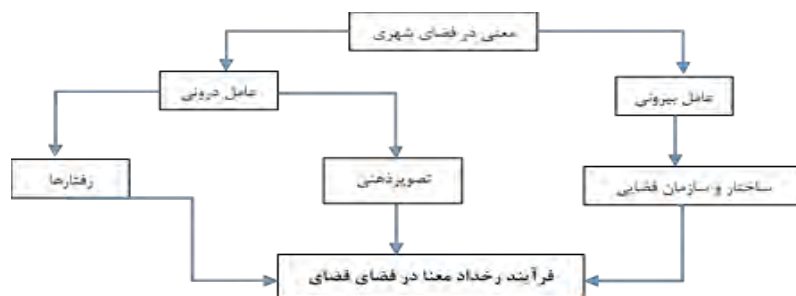 معنی در فضای شهری
عامل درونی
عامل بیرونی
رفتارها
تصویرذهنی
ساختار و سازمان فضایی
فرآیند رخداد معنا در فضای فضای